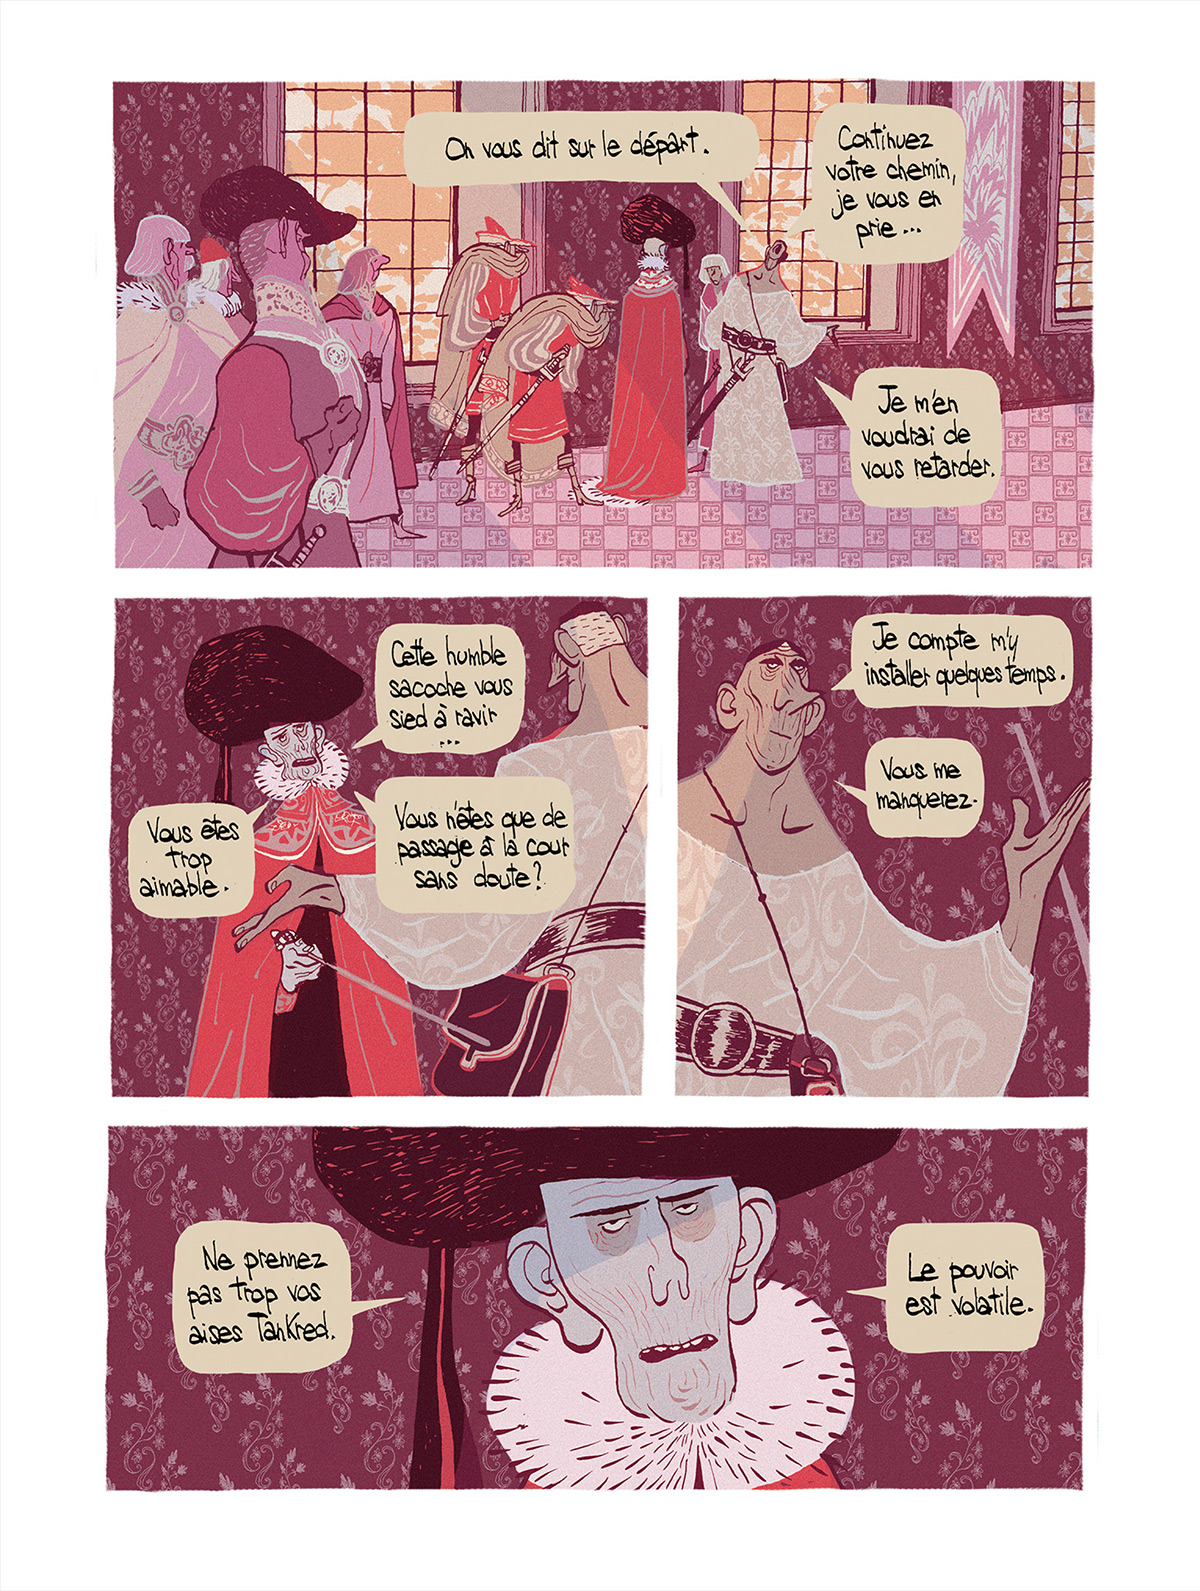 On vous dit sur le départ.
Continuez
votre chemin,
je vous en
prie...
Je m'en
voudrai de
vous retarder.
Cette humble
sacoche vous
sied à ravir
...
Vous êtes
trop
aimable.
Vous n'êtes que de
passage à la cour
sans doute?
Je compte m'y
installer quelques temps.
Vous me
manquerez.
Ne prennez
pas trop vos
aises Tankred.
Le pouvoir
est volatile.